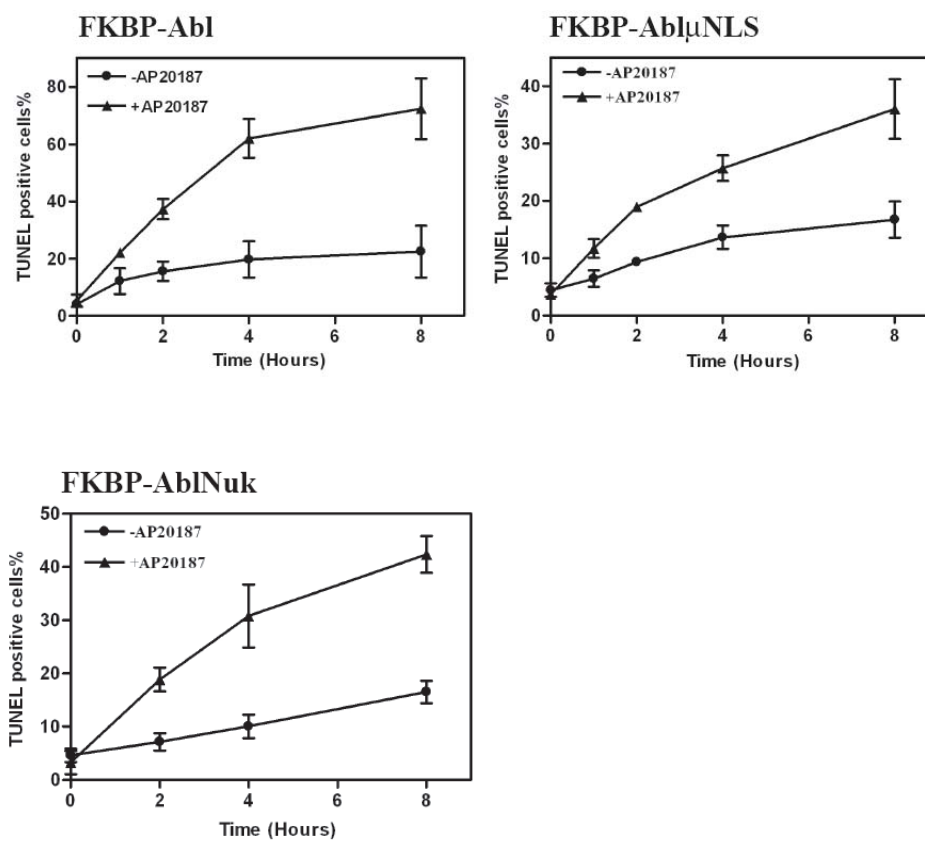 FKBP-Abl
TUNEL positive cells%
80
60
40
20
0
-AP20187
+AP20187
0 2 4 6 8
Time (Hours)
FKBP-AblμNLS
TUNEL positive cells%
40
30
20
10
0
-AP20187
+AP20187
0 2 4 6 8
Time (Hours)
FKBP-AblNuk
TUNEL positive cells%
50
40
30
20
10
0
-AP20187
+AP20187
0 2 4 6 8
Time (Hours)